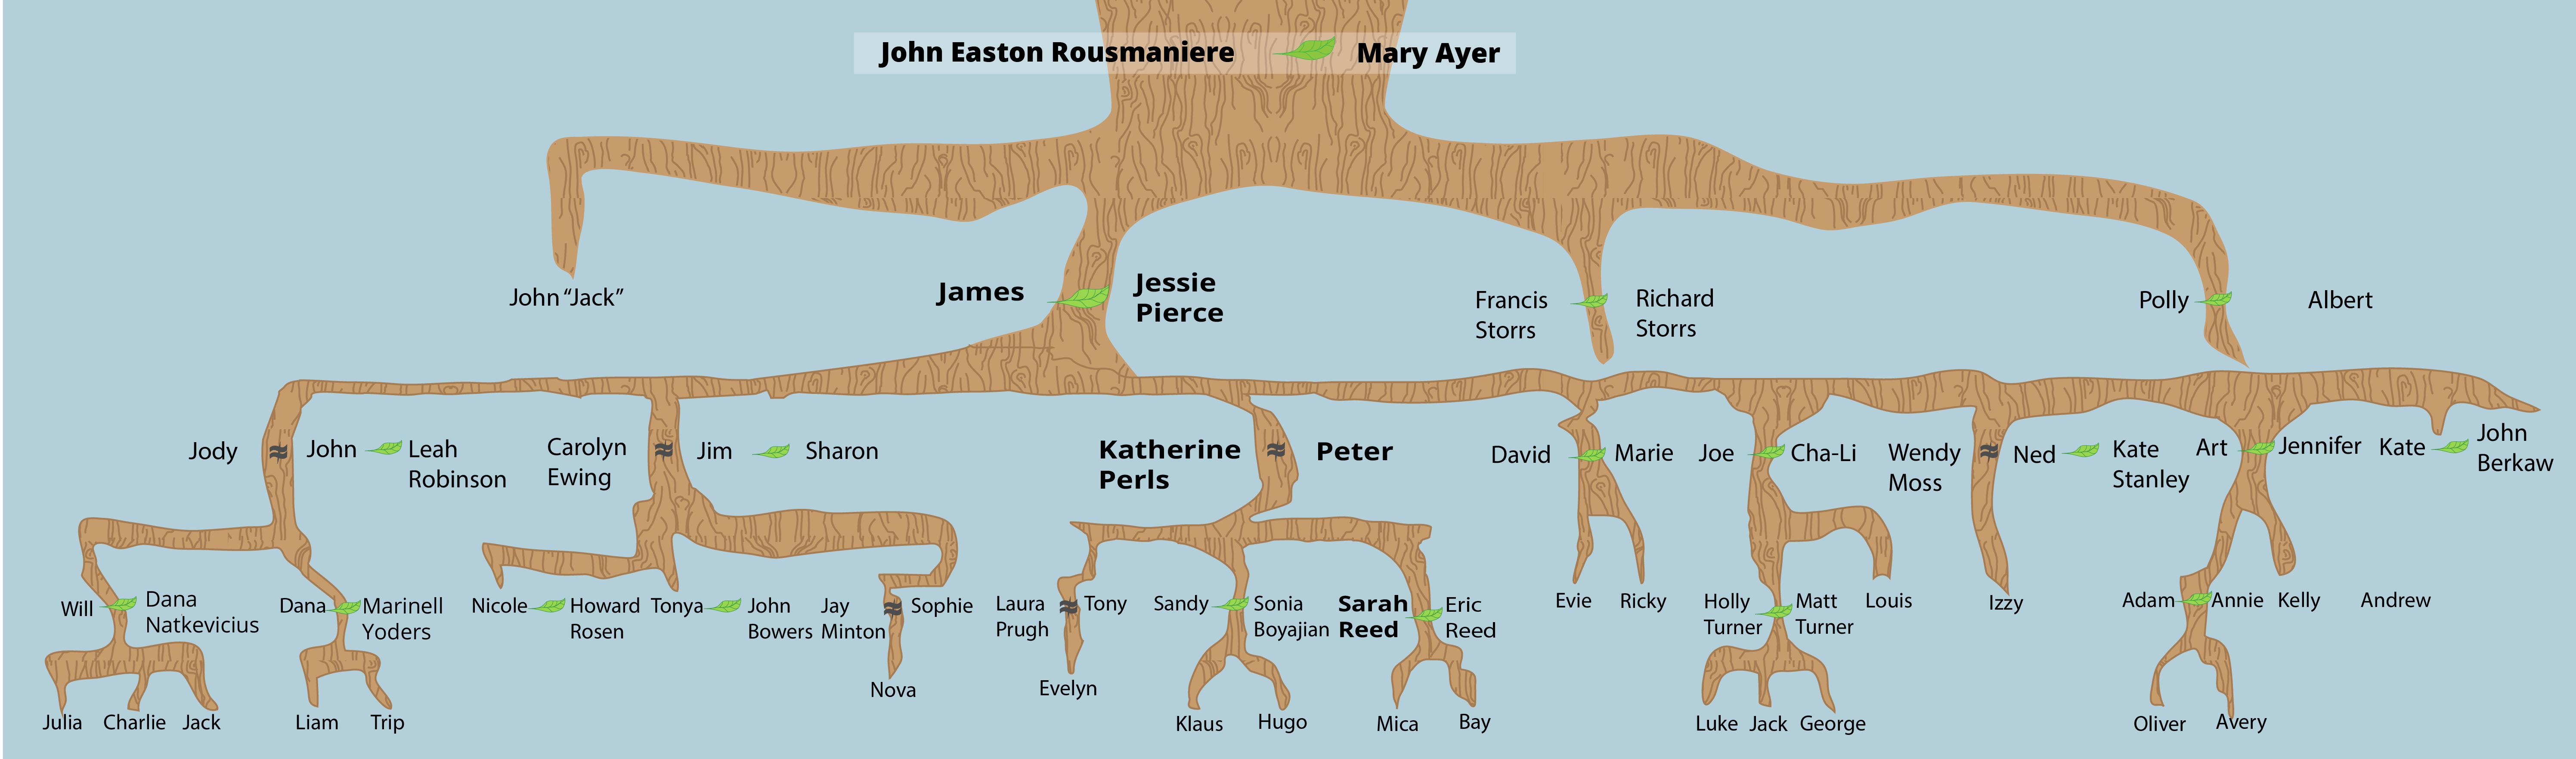 John Easton Rousmaniere Mary Ayer
John “Jack”
James
Jessie
Pierce
Francis
Storrs
Richard
Storrs
Polly
Albert
Jody
John
Leah
Robinson
Carolyn
Ewing
Jim
Sharon
Katherine
Perls
Peter
David
Marie
Joe
Cha-Li
Wendy
Moss
Ned
Kate
Stanley
Art
Jennifer
Kate
John
Berkaw
Will
Dana
Natkevicius
Dana
Marinell
Yoders
Nicole
Howard
Rosen
Tonya
John
Bowers
Jay
Minton
Sophie
Laura
Prugh
Tony
Sandy
Sonia
Boyajian
Sarah
Reed
Eric
Reed
Evie
Ricky
Holly
Turner
Matt
Turner
Louis
Izzy
Adam
Annie
Kelly
Andrew
Julia
Charlie
Jack
Liam
Trip
Nova
Evelyn
Klaus
Hugo
Mica
Bay
Luke
Jack
George
Oliver
Avery